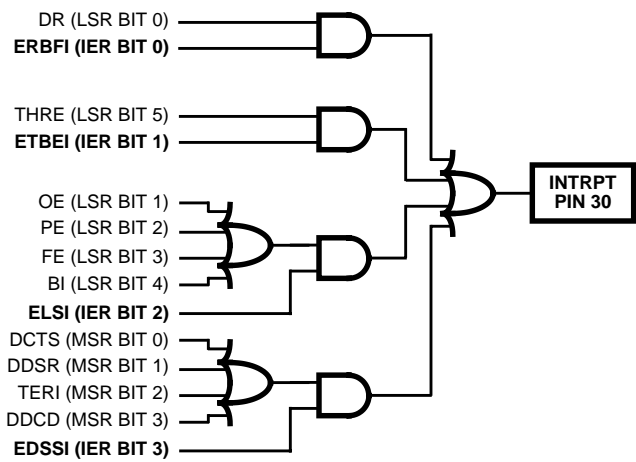 DR (LSR BIT 0)
ERBFI (IER BIT 0)
THRE (LSR BIT 5)
ETBEI (IER BIT 1)
OE (LSR BIT 1)
PE (LSR BIT 2)
FE (LSR BIT 3)
BI (LSR BIT 4)
ELSI (IER BIT 2)
DCTS (MSR BIT 0)
DDSR (MSR BIT 1)
TERI (MSR BIT 2)
DDCD (MSR BIT 3)
EDSSI (IER BIT 3)
INTRPT
PIN 30